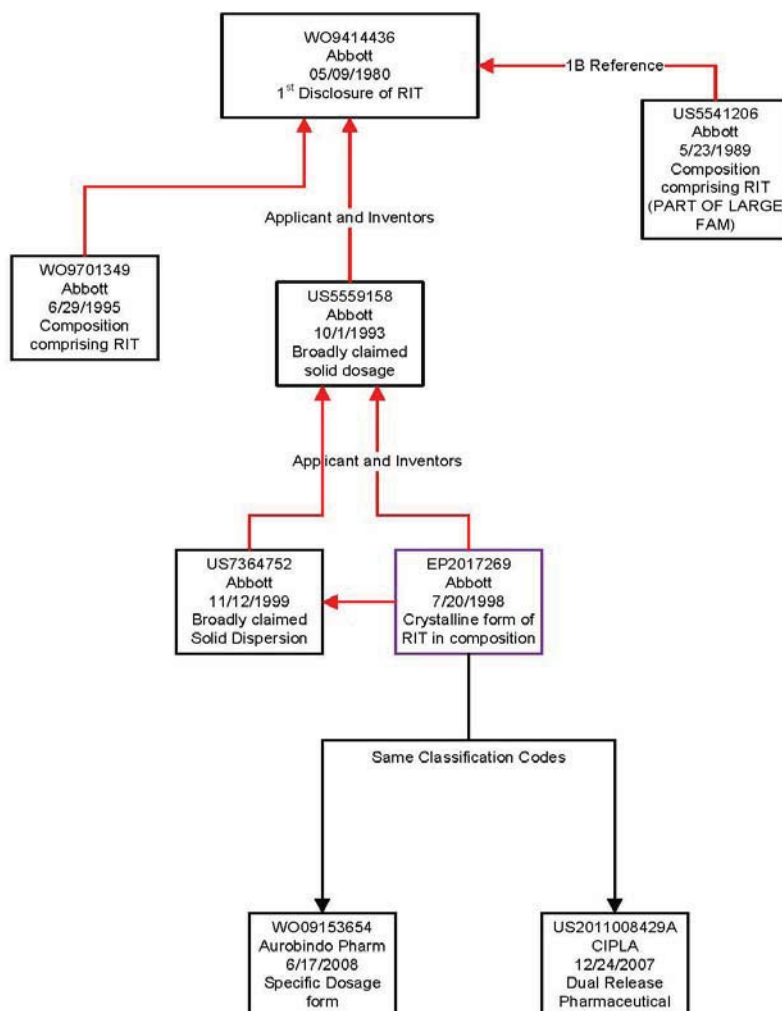 WO9414436
Abbott
05/09/1980
1st Disclosure of RIT
1B Reference
US5541206
Abbott
5/23/1989
Composition
comprising RIT
(PART OF LARGE
FAM)
Applicant and Inventors
WO9701349
Abbott
6/29/1995
Composition
comprising RIT
US5559158
Abbott
10/1/1993
Broadly claimed
solid dosage
Applicant and Inventors
US7364752
Abbott
11/12/1999
Broadly claimed
Solid Dispersion
EP2017269
Abbott
7/20/1998
Crystalline form of
RIT in composition
Same Classification Codes
WO09153654
Aurobindo Pharm
6/17/2008
Specific Dosage
form
US2011008429A
CIPLA
12/24/2007
Dual Release
Pharmaceutical